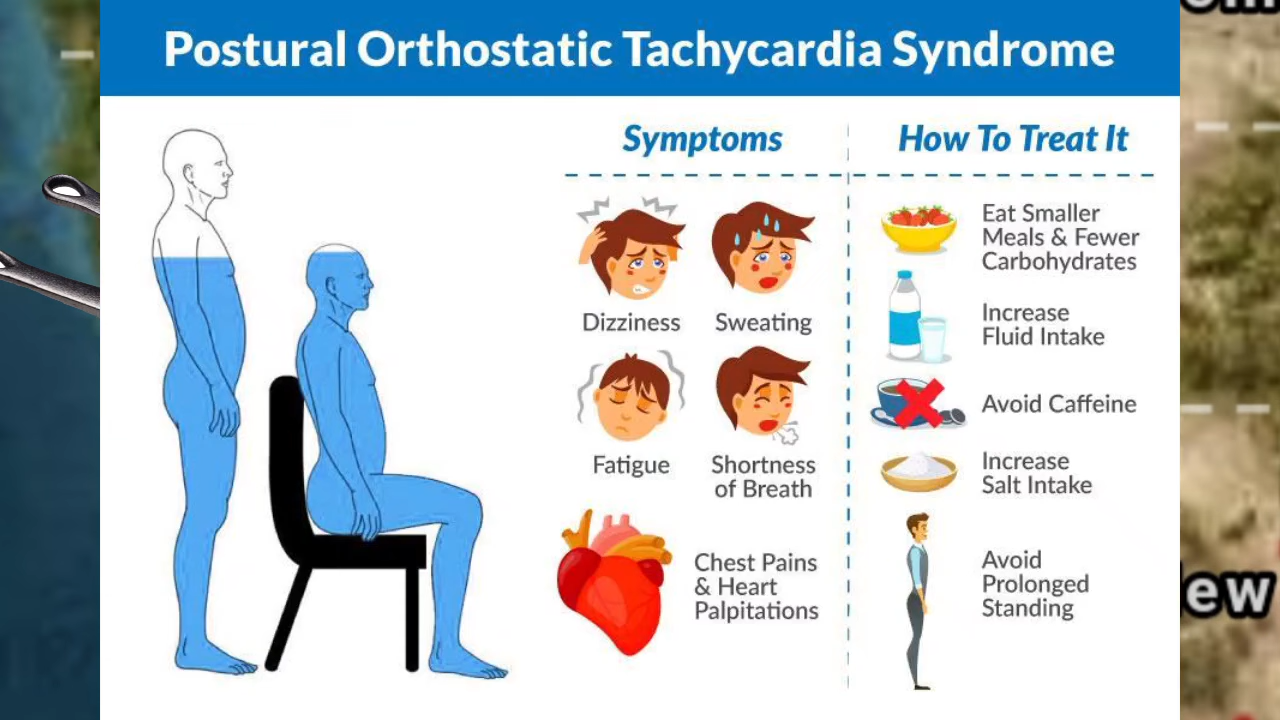 Postural Orthostatic Tachycardia Syndrome
Symptoms
Dizziness
Sweating
Fatigue
Shortness
of Breath
Chest Pains
& Heart
Palpitations
How To Treat It
Eat Smaller
Meals & Fewer
Carbohydrates
Increase
Fluid Intake
Avoid Caffeine
Increase
Salt Intake
Avoid
Prolonged
Standing
ew